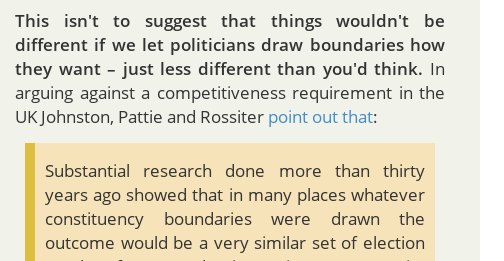 This isn't to suggest that things wouldn't be
different if we let politicians draw boundaries how
they want – just less different than you'd think. In
arguing against a competitiveness requirement in the
UK Johnston, Pattie and Rossiter point out that:
Substantial research done more than thirty
years ago showed that in many places whatever
constituency boundaries were drawn the
outcome would be a very similar set of election